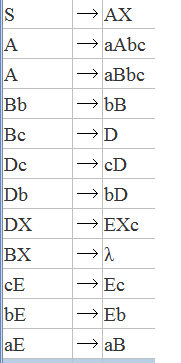 S → AX
A → aAbc
A → aBbc
Bb → bB
Bc → D
Dc → cD
Db → bD
DX → EXc
BX → λ
cE → Ec
bE → Eb
aE → aB